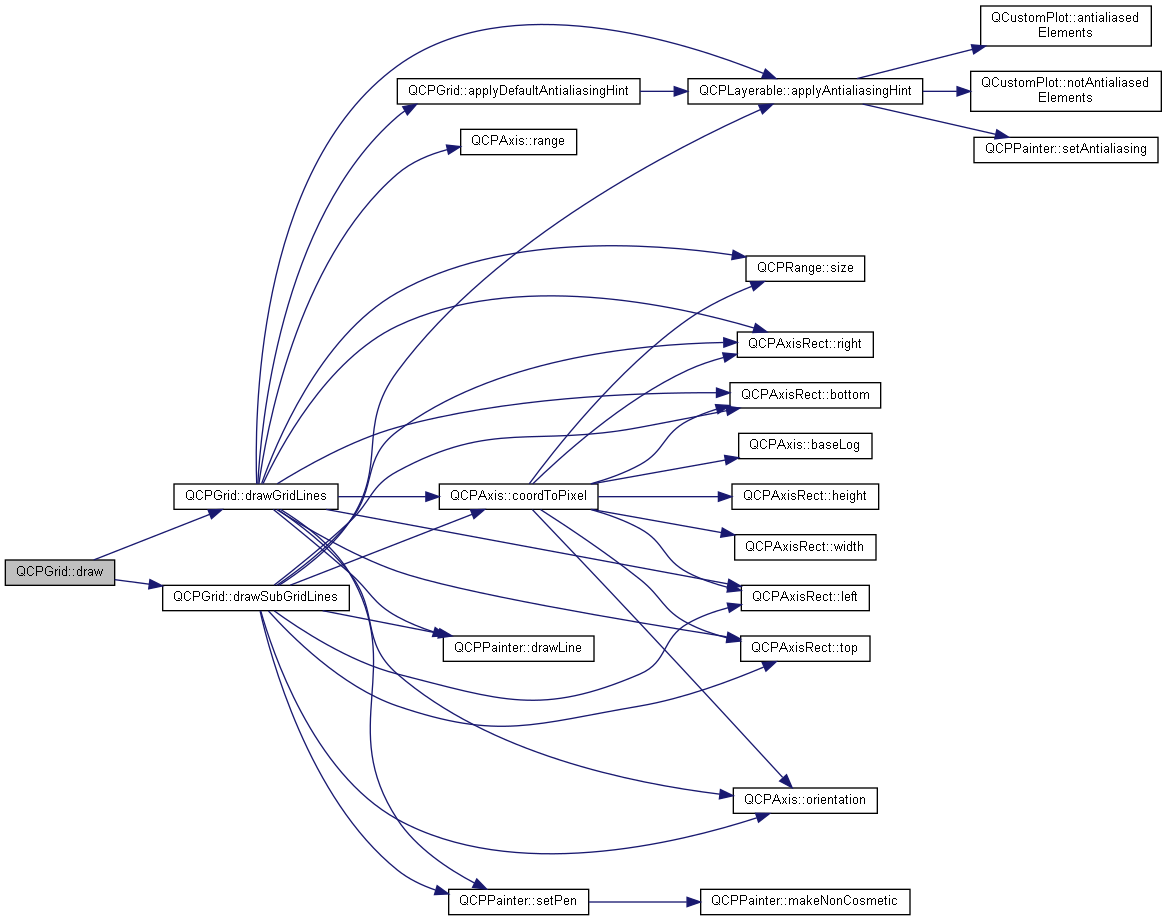 QCustomPlot::antialiased
Elements
QCPGrid::applyDefaultAntialiasingHint
QCPLayerable::applyAntialiasingHint
QCustomPlot::notAntialiased
Elements
QCPAxis::range
QCPPainter::setAntialiasing
QCPRange::size
QCPAxisRect::right
QCPAxisRect::bottom
QCPAxis::baseLog
QCPGrid::drawGridLines
QCPAxis::coordToPixel
QCPAxisRect::height
QCPAxisRect::width
QCPGrid::draw
QCPGrid::drawSubGridLines
QCPAxisRect::left
QCPPainter::drawLine
QCPAxisRect::top
QCPAxis::orientation
QCPPainter::setPen
QCPPainter::makeNonCosmetic